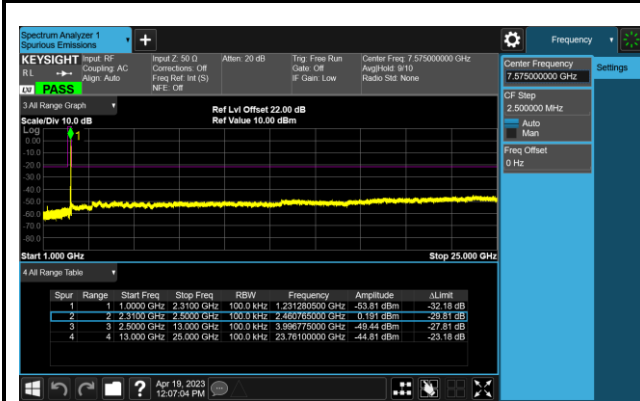 Spectrum Analyzer 1
Spurious Emissions
Frequency
KEYSIGHT Input: RF Input Z: 50 Ω Atten: 20 dB Trig: Free Run Center Freq: 7.575000000 GHz
RL Coupling: AC Corrections: Off Gate: Off Avg|Hold: 9/10
Align: Auto Freq Ref: Int (S) IF Gain: Low Radio Std: None
NFE: Off
LXI PASS
Center Frequency
7.575000000 GHz
Settings
CF Step
2.500000 MHz
Auto
Man
Freq Offset
0 Hz
3 All Range Graph
Scale/Div 10.0 dB
Ref Lvl Offset 22.00 dB
Ref Value 10.00 dBm
Log
1
0.00
-10.0
-20.0
-30.0
-40.0
-50.0
-60.0
-70.0
-80.0
Start 1.000 GHz Stop 25.000 GHz
4 All Range Table
Spur Range Start Freq Stop Freq RBW Frequency Amplitude ΔLimit
1 1 1.0000 GHz 2.3100 GHz 100.0 kHz 1.231280500 GHz -53.81 dBm -32.18 dB
2 2 2.3100 GHz 2.5000 GHz 100.0 kHz 2.460765000 GHz 0.191 dBm -29.81 dB
3 3 2.5000 GHz 13.000 GHz 100.0 kHz 3.996775000 GHz -49.44 dBm -27.81 dB
4 4 13.000 GHz 25.000 GHz 100.0 kHz 23.76100000 GHz -44.81 dBm -23.18 dB
Apr 19, 2023
12:07:04 PM